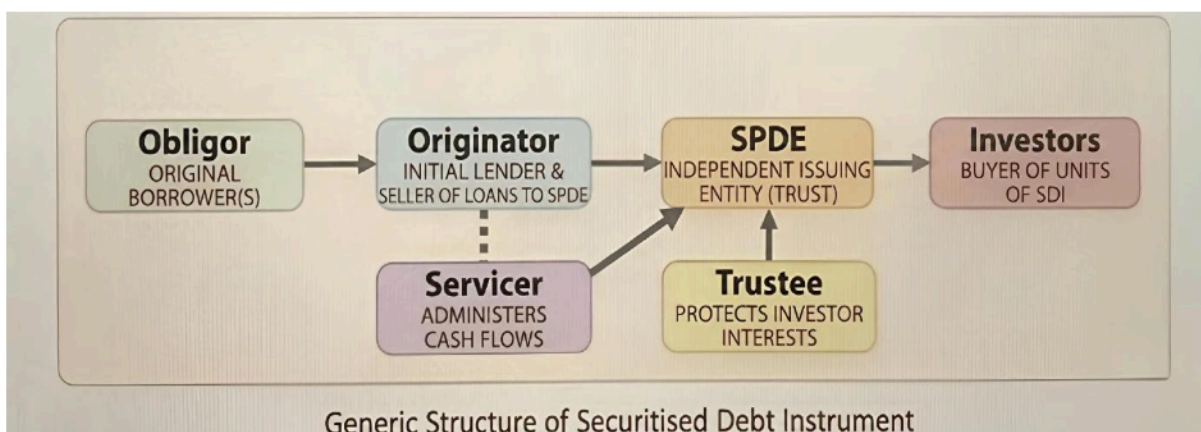 Obligor
ORIGINAL
BORROWER(S)
Originator
INITIAL LENDER &
SELLER OF LOANS TO SPDE
SPDE
INDEPENDENT ISSUING
ENTITY (TRUST)
Investors
BUYER OF UNITS
OF SDI
Servicer
ADMINISTERS
CASH FLOWS
Trustee
PROTECTS INVESTOR
INTERESTS
Generic Structure of Securitised Debt Instrument